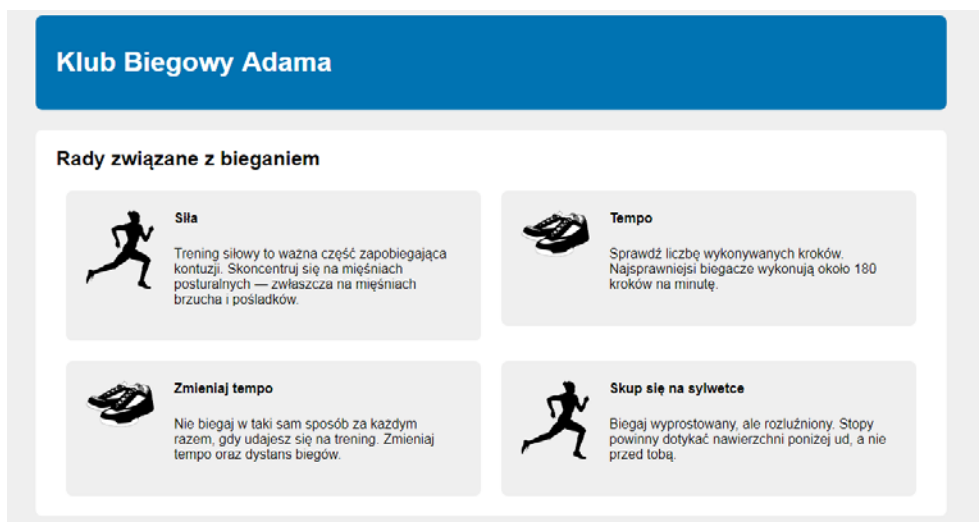 Klub Biegowy Adama
Rady związane z bieganiem
Siła
Trening siłowy to ważna część zapobiegająca
kontuzji. Skoncentruj się na mięśniach
posturalnych — zwłaszcza na mięśniach
brzucha i pośladków.
Tempo
Sprawdź liczbę wykonywanych kroków.
Najsprawniejsi biegacze wykonują około 180
kroków na minutę.
Zmieniaj tempo
Nie biegaj w taki sam sposób za każdym
razem, gdy udajesz się na trening. Zmieniaj
tempo oraz dystans biegów.
Skup się na sylwetce
Biegaj wyprostowany, ale rozluźniony. Stopy
powinny dotykać nawierzchni poniżej ud, a nie
przed tobą.